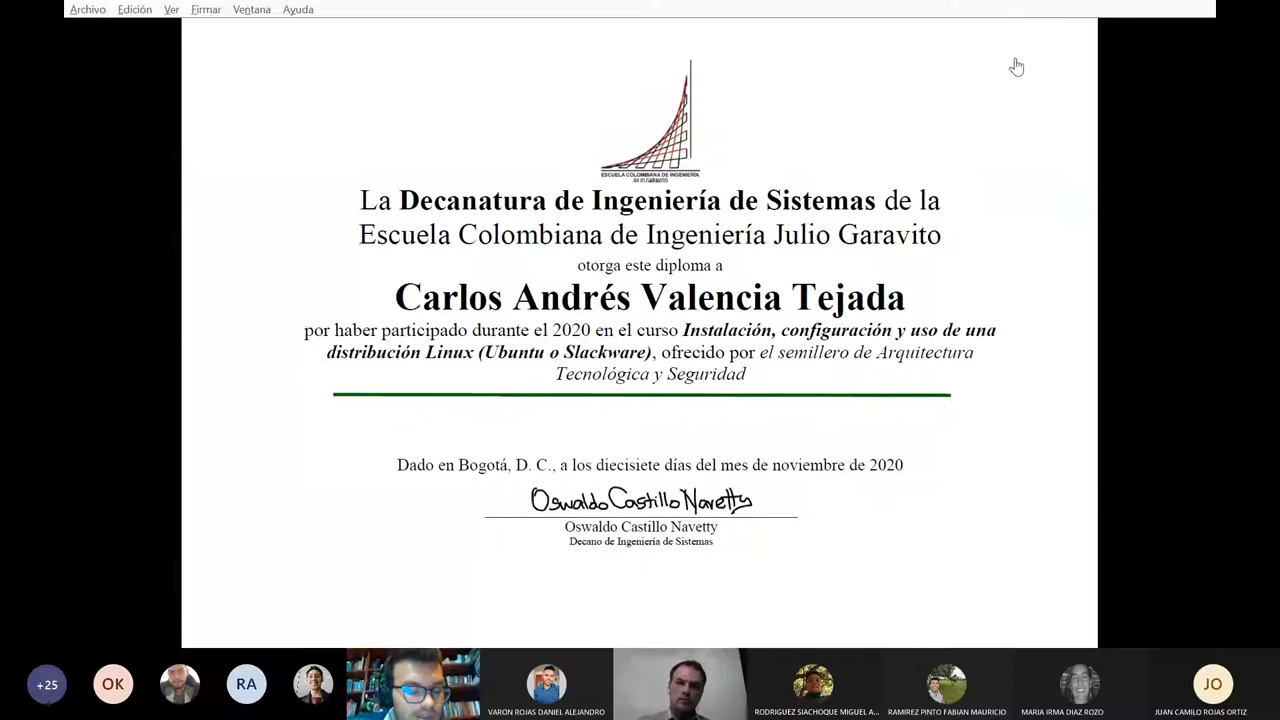 Archivo Edición Ver Firmar Ventana Ayuda
ESCUELA COLOMBIANA DE INGENIERÍA
JULIO GARAVITO
La Decanatura de Ingeniería de Sistemas de la
Escuela Colombiana de Ingeniería Julio Garavito
otorga este diploma a
Carlos Andrés Valencia Tejada
por haber participado durante el 2020 en el curso Instalación, configuración y uso de una
distribución Linux (Ubuntu o Slackware), ofrecido por el semillero de Arquitectura
Tecnológica y Seguridad
Dado en Bogotá, D. C., a los diecisiete días del mes de noviembre de 2020
Oswaldo Castillo Navetty
Oswaldo Castillo Navetty
Decano de Ingeniería de Sistemas
+25 OK RA JO
VARON ROJAS DANIEL ALEJANDRO RODRIGUEZ SIACHOQUE MIGUEL A... RAMIREZ PINTO FABIAN MAURICIO MARIA IRMA DIAZ ROZO JUAN CAMILO ROJAS ORTIZ